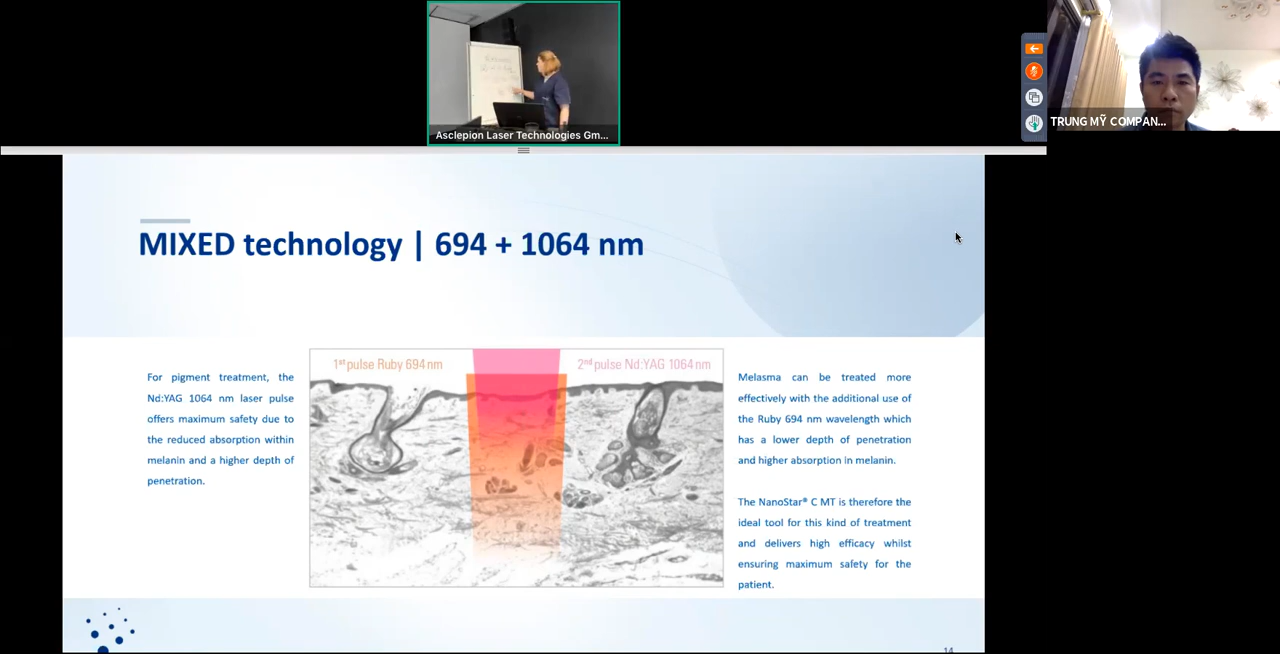 Asclepion Laser Technologies Gm...
TRUNG MỸ COMPAN...
MIXED technology | 694 + 1064 nm
For pigment treatment, the
Nd:YAG 1064 nm laser pulse
offers maximum safety due to
the reduced absorption within
melanin and a higher depth of
penetration.
1st pulse Ruby 694 nm
2nd pulse Nd:YAG 1064 nm
Melasma can be treated more
effectively with the additional use of
the Ruby 694 nm wavelength which
has a lower depth of penetration
and higher absorption in melanin.
The NanoStar® C MT is therefore the
ideal tool for this kind of treatment
and delivers high efficacy whilst
ensuring maximum safety for the
patient.
14